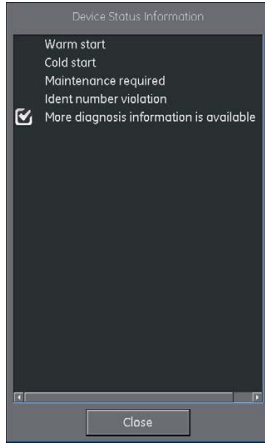 Device Status Information
Warm start
Cold start
Maintenance required
Ident number violation
More diagnosis information is available
Close